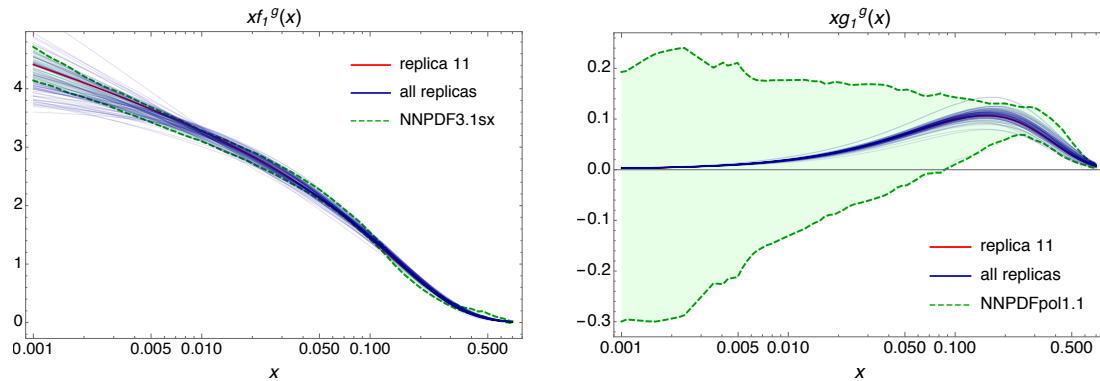 xf₁ᵍ(x)
4
3
2
1
0
0.001 0.005 0.010 0.050 0.100 0.500
x
replica 11
all replicas
NNPDF3.1sx
xg₁ᵍ(x)
0.2
0.1
0.0
−0.1
−0.2
−0.3
0.001 0.005 0.010 0.050 0.100 0.500
x
replica 11
all replicas
NNPDFpol1.1